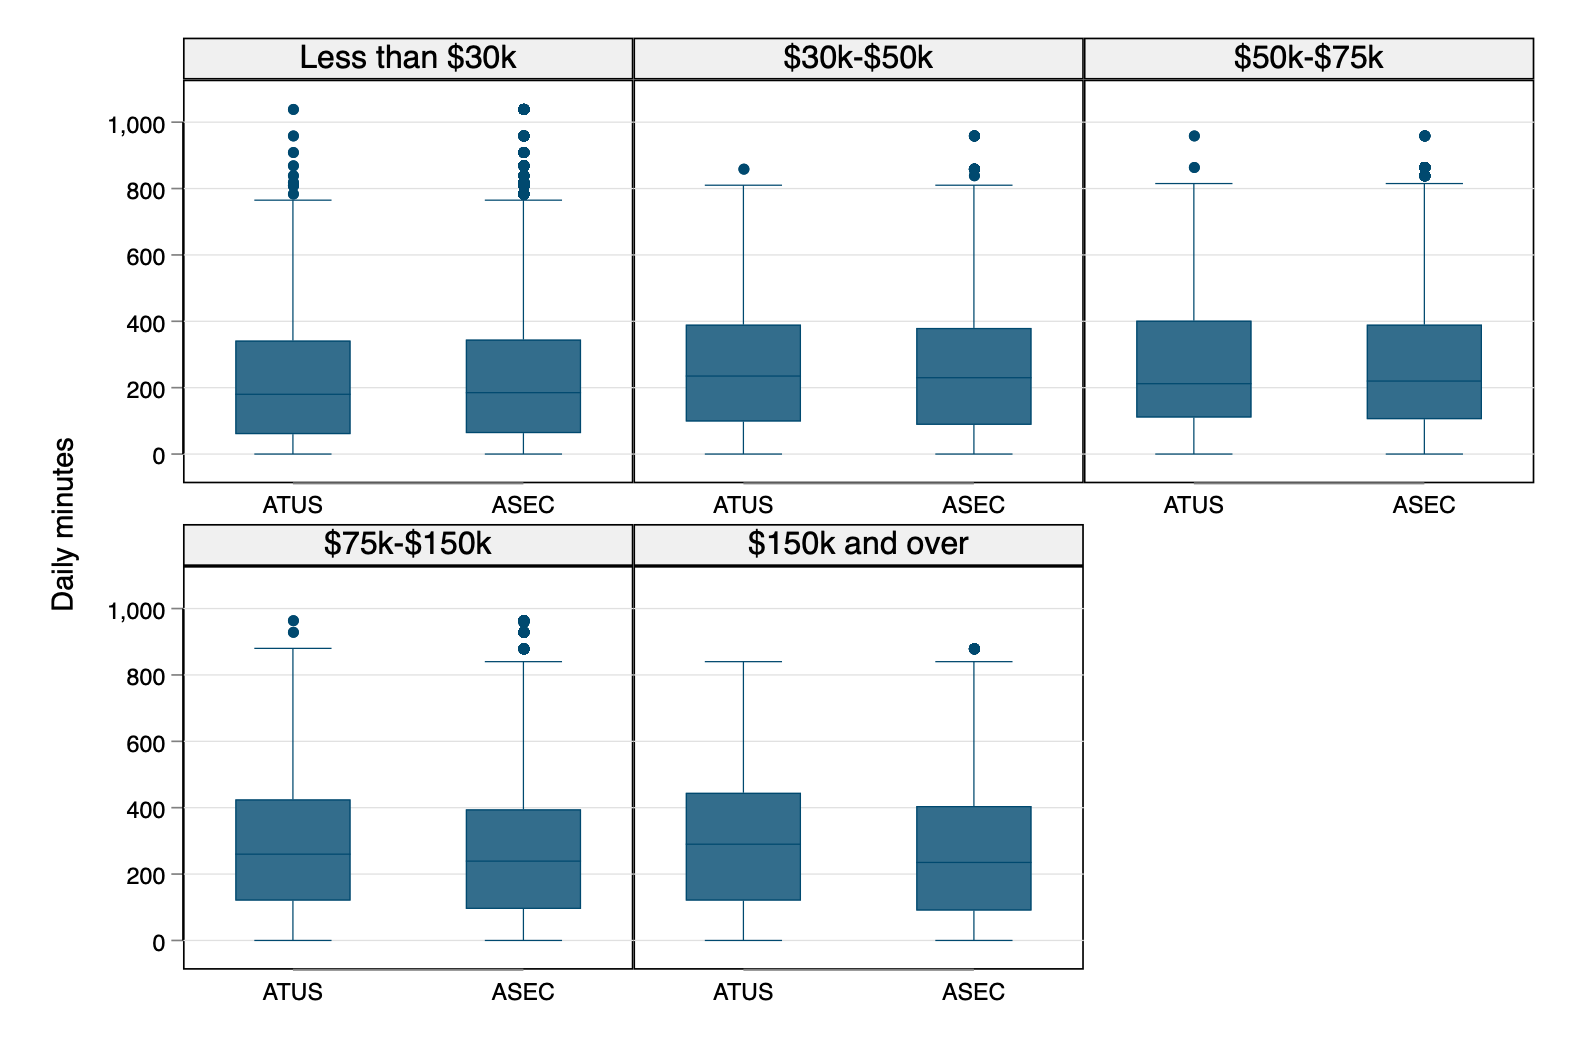 Less than $30k
$30k-$50k
$50k-$75k
1,000
800
600
400
200
0
ATUS
ASEC
ATUS
ASEC
ATUS
ASEC
Daily minutes
$75k-$150k
$150k and over
1,000
800
600
400
200
0
ATUS
ASEC
ATUS
ASEC